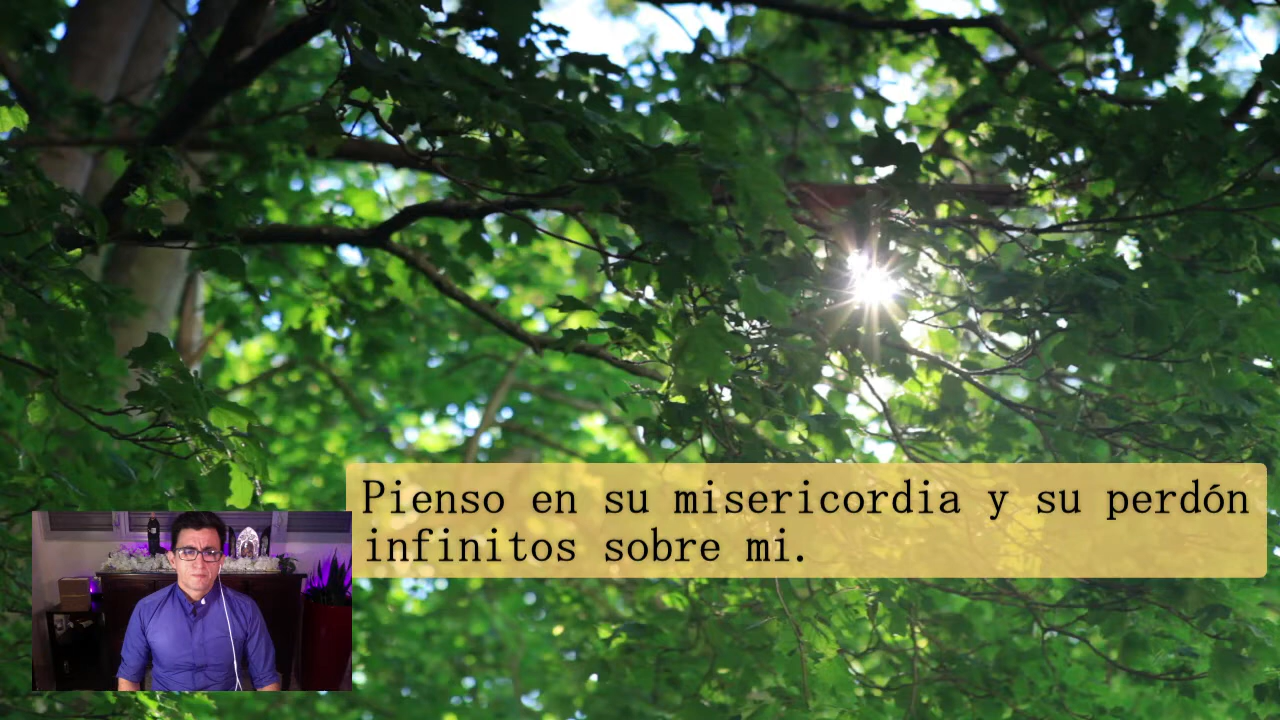 Pienso en su misericordia y su perdón
infinitos sobre mi.